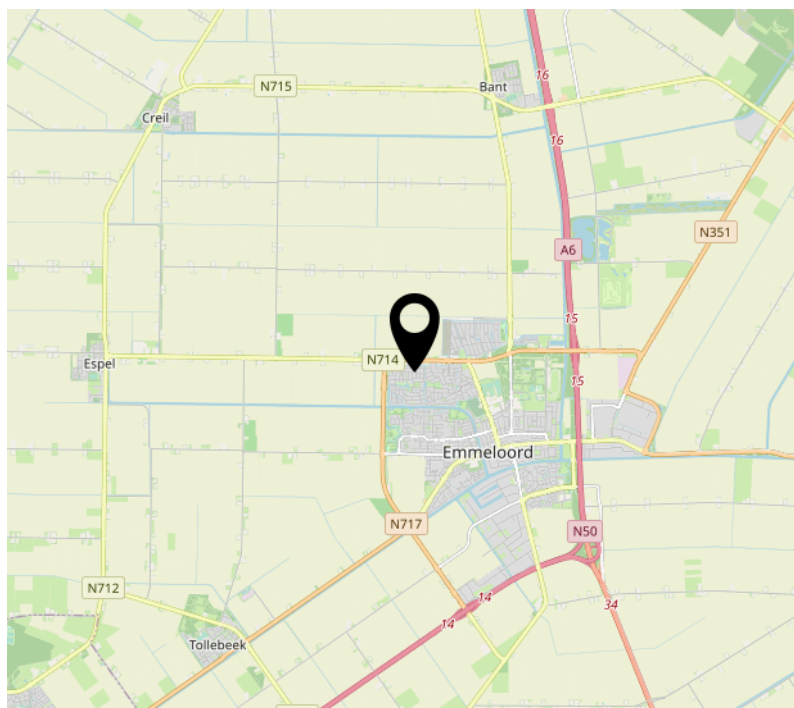 16
N715
Bant
Creil
16
N351
A6
15
N714
Espel
15
Emmeloord
N717
N50
N712
14
34
14
Tollebeek